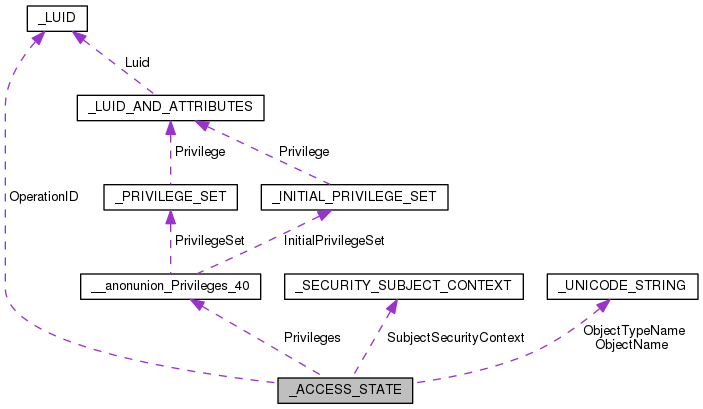 _LUID
Luid
_LUID_AND_ATTRIBUTES
Privilege
Privilege
OperationID
_PRIVILEGE_SET
_INITIAL_PRIVILEGE_SET
PrivilegeSet
InitialPrivilegeSet
__anonunion_Privileges_40
_SECURITY_SUBJECT_CONTEXT
_UNICODE_STRING
Privileges
SubjectSecurityContext
ObjectTypeName
ObjectName
_ACCESS_STATE